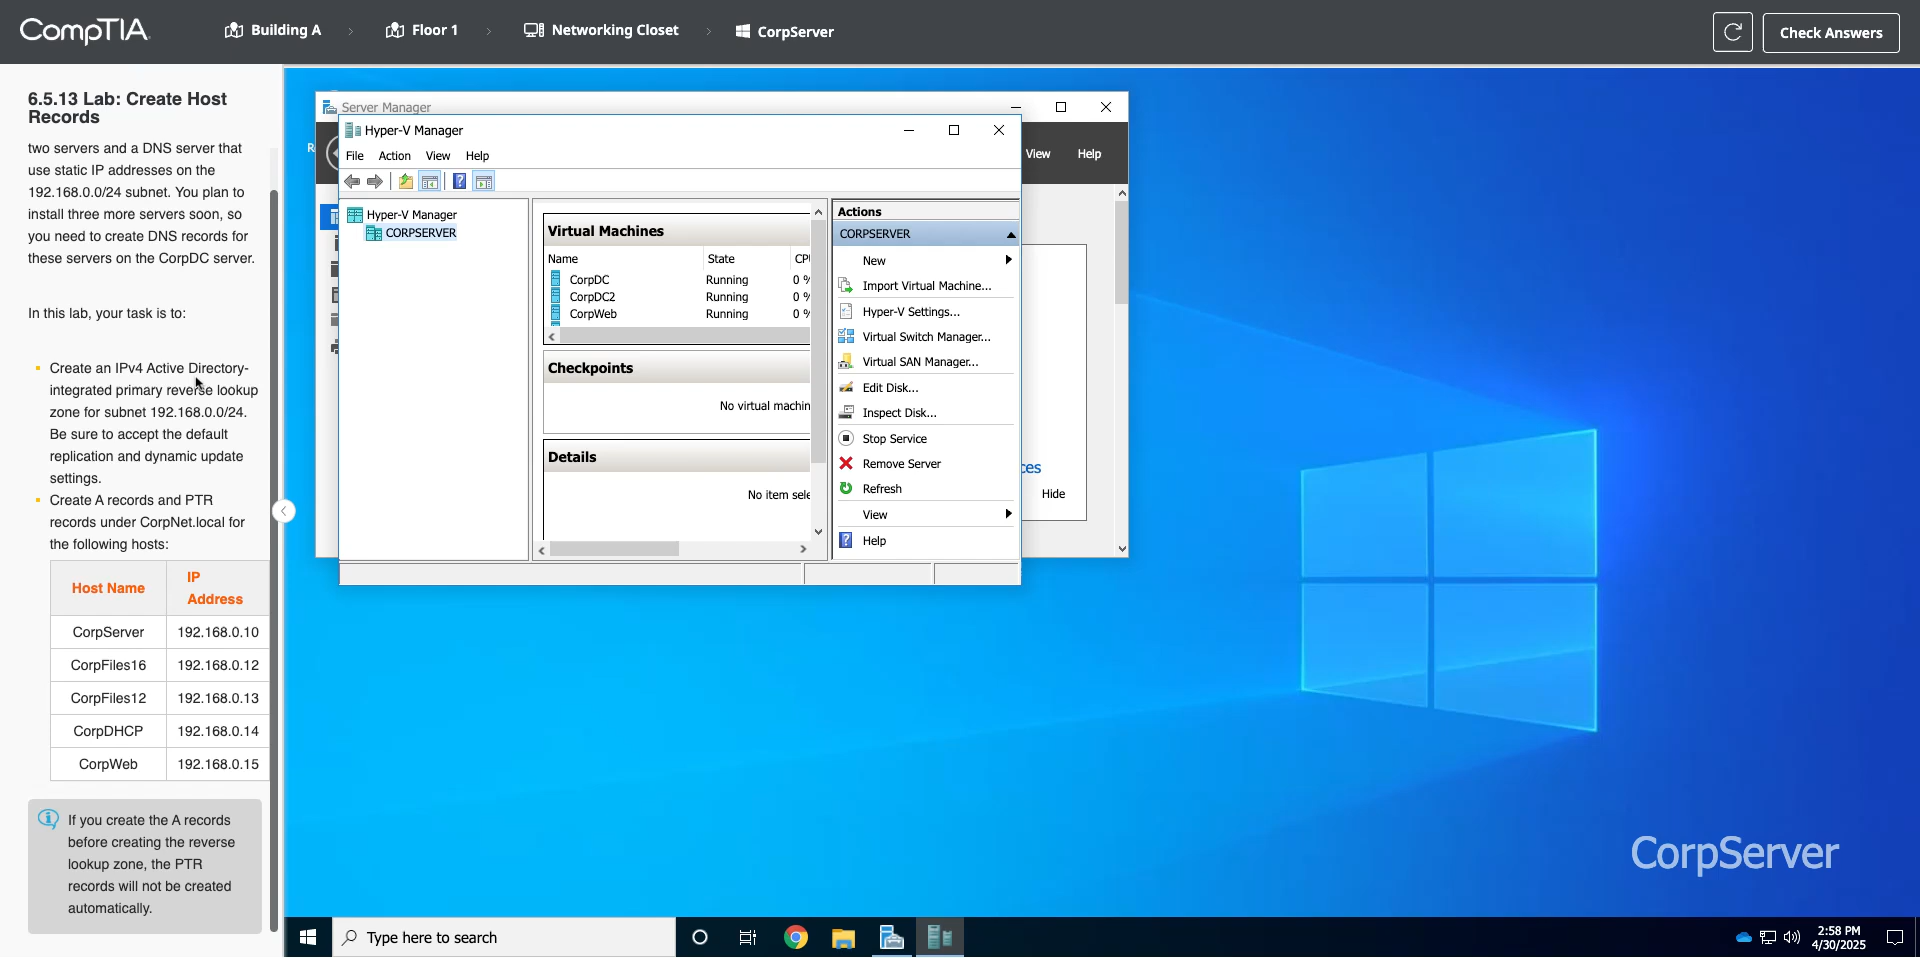 CompTIA
Building A
Floor 1
Networking Closet
CorpServer
Check Answers
6.5.13 Lab: Create Host
Records
two servers and a DNS server that
use static IP addresses on the
192.168.0.0/24 subnet. You plan to
install three more servers soon, so
you need to create DNS records for
these servers on the CorpDC server.
In this lab, your task is to:
Create an IPv4 Active Directory-
integrated primary reverse lookup
zone for subnet 192.168.0.0/24.
Be sure to accept the default
replication and dynamic update
settings.
Create A records and PTR
records under CorpNet.local for
the following hosts:
Host Name IP Address
CorpServer 192.168.0.10
CorpFiles16 192.168.0.12
CorpFiles12 192.168.0.13
CorpDHCP 192.168.0.14
CorpWeb 192.168.0.15
If you create the A records
before creating the reverse
lookup zone, the PTR
records will not be created
automatically.
Server Manager
View Help
Hide
Hyper-V Manager
File Action View Help
Hyper-V Manager
CORPSERVER
Virtual Machines
Name State
CorpDC Running 0 %
CorpDC2 Running 0 %
CorpWeb Running 0 %
Checkpoints
No virtual machin
Details
No item sele
Actions
CORPSERVER
New
Import Virtual Machine...
Hyper-V Settings...
Virtual Switch Manager...
Virtual SAN Manager...
Edit Disk...
Inspect Disk...
Stop Service
Remove Server
Refresh
View
Help
CorpServer
Type here to search
2:58 PM
4/30/2025